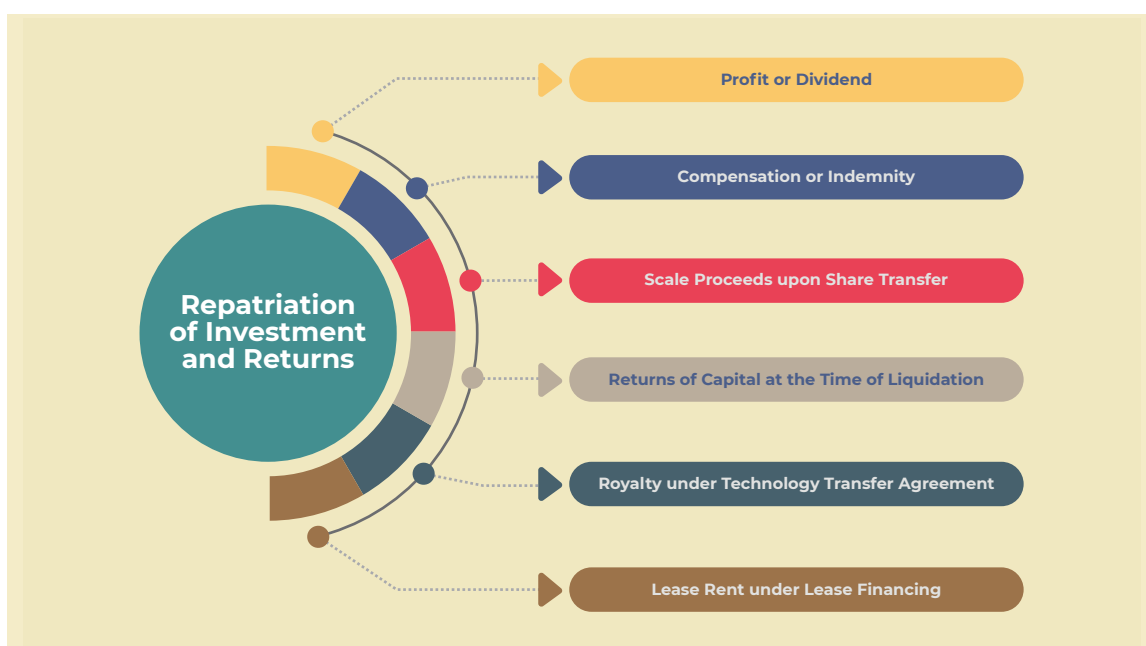 Profit or Dividend
Compensation or Indemnity
Scale Proceeds upon Share Transfer
Repatriation
of Investment
and Returns
Returns of Capital at the Time of Liquidation
Royalty under Technology Transfer Agreement
Lease Rent under Lease Financing